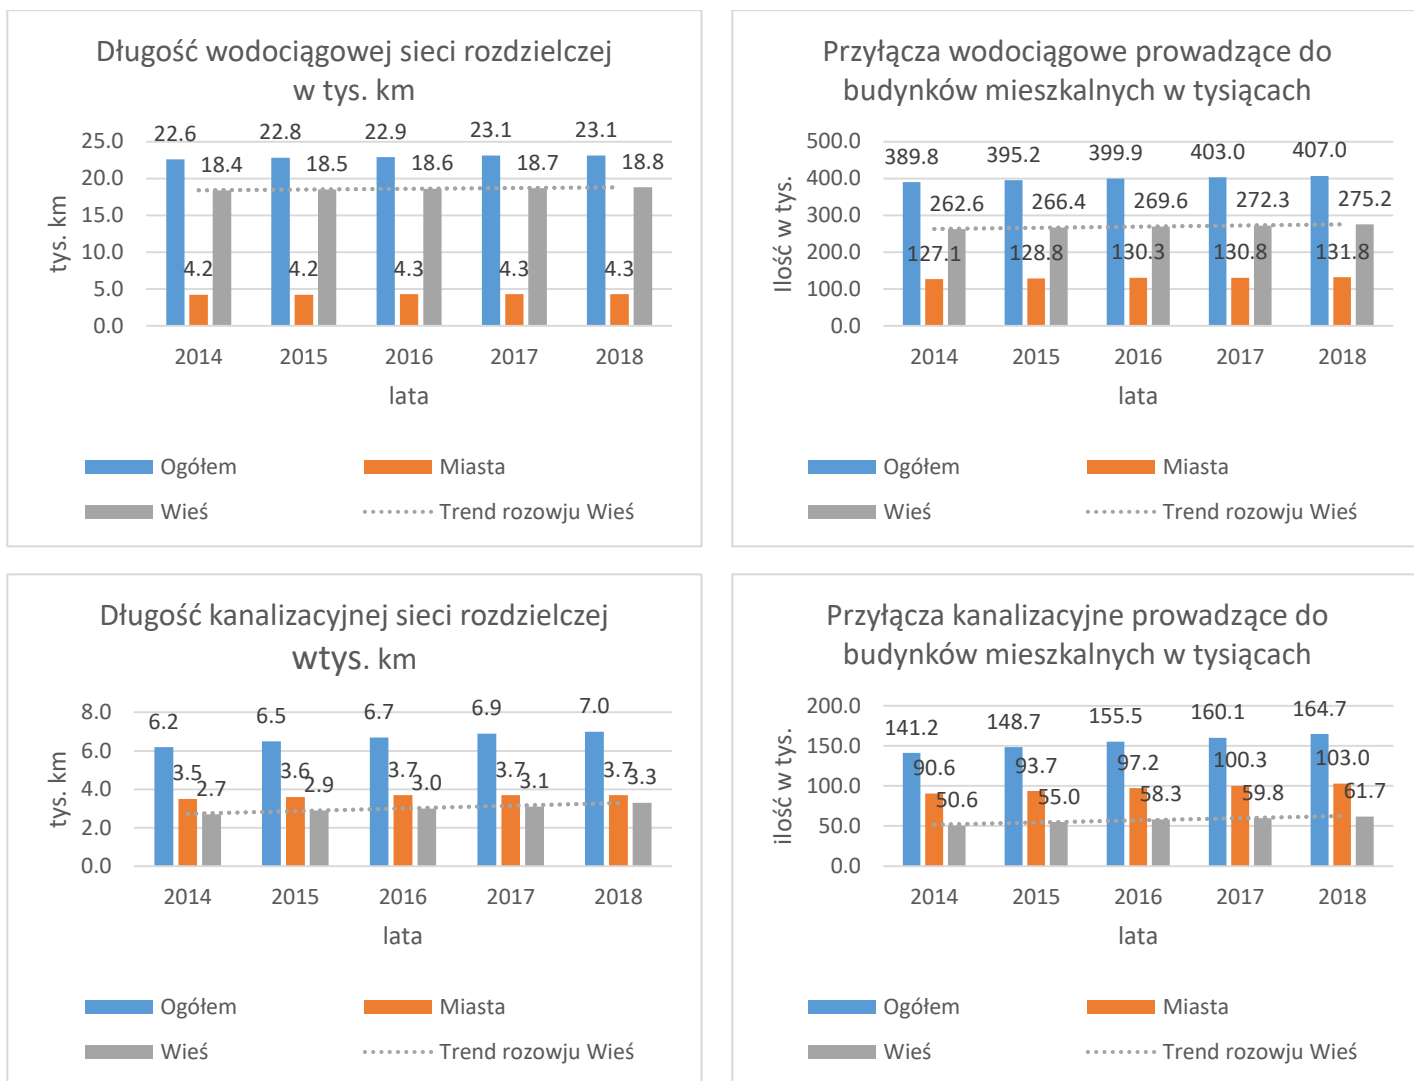 Długość wodociągowej sieci rozdzielczej
w tys. km
tys. km
25.0
20.0
15.0
10.0
5.0
0.0
22.6 22.8 22.9 23.1 23.1
18.4 18.5 18.6 18.7 18.8
4.2 4.2 4.3 4.3 4.3
2014 2015 2016 2017 2018
lata
Ogółem Miasta
Wieś Trend rozowju Wieś
Przyłącza wodociągowe prowadzące do
budynków mieszkalnych w tysiącach
Ilość w tys.
500.0
400.0
300.0
200.0
100.0
0.0
389.8 395.2 399.9 403.0 407.0
262.6 266.4 269.6 272.3 275.2
127.1 128.8 130.3 130.8 131.8
2014 2015 2016 2017 2018
lata
Ogółem Miasta
Wieś Trend rozowju Wieś
Długość kanalizacyjnej sieci rozdzielczej
wtys. km
tys. km
8.0
6.0
4.0
2.0
0.0
6.2 6.5 6.7 6.9 7.0
3.5 3.6 3.7 3.7 3.7
2.7 2.9 3.0 3.1 3.3
2014 2015 2016 2017 2018
lata
Ogółem Miasta
Wieś Trend rozowju Wieś
Przyłącza kanalizacyjne prowadzące do
budynków mieszkalnych w tysiącach
ilość w tys.
200.0
150.0
100.0
50.0
0.0
141.2 148.7 155.5 160.1 164.7
90.6 93.7 97.2 100.3 103.0
50.6 55.0 58.3 59.8 61.7
2014 2015 2016 2017 2018
lata
Ogółem Miasta
Wieś Trend rozowju Wieś